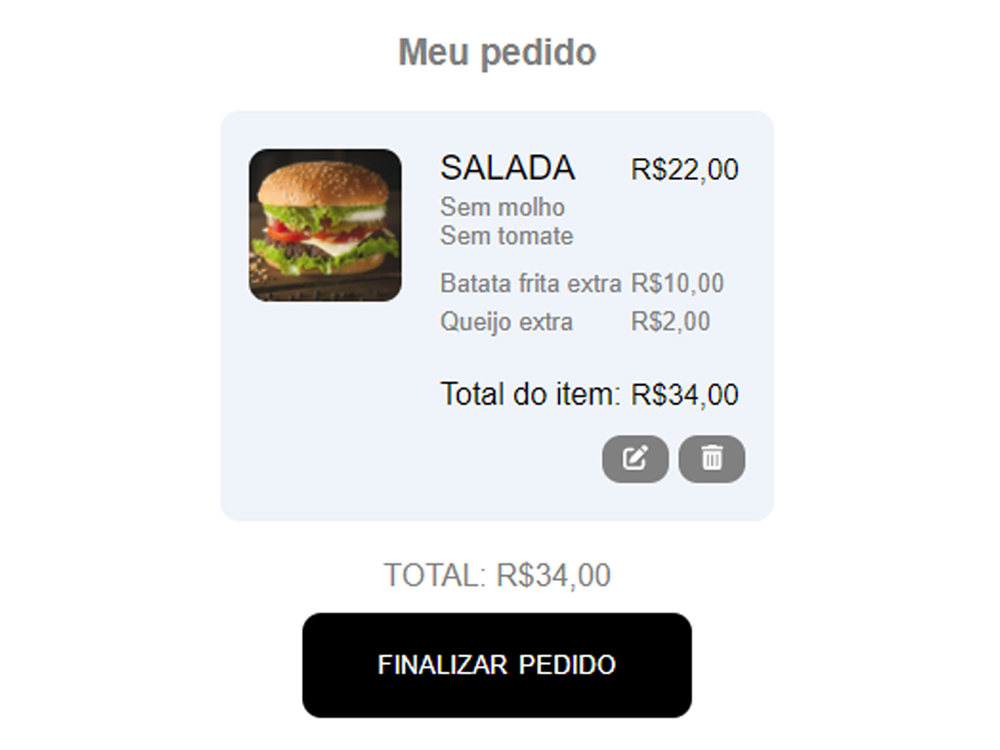 Meu pedido
SALADA R$22,00
Sem molho
Sem tomate
Batata frita extra R$10,00
Queijo extra R$2,00
Total do item: R$34,00
TOTAL: R$34,00
FINALIZAR PEDIDO